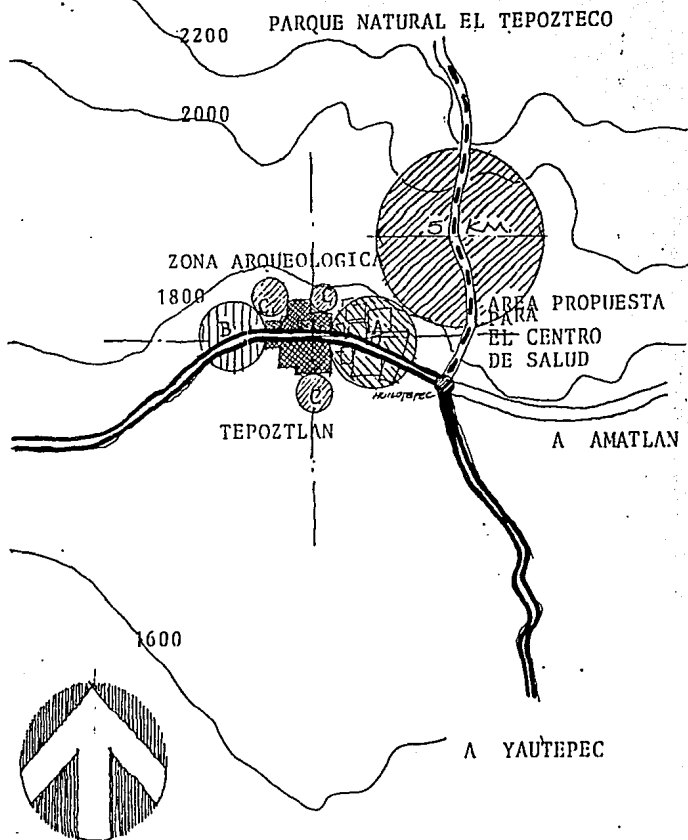 PARQUE NATURAL EL TEPOZTECO
2200
2000
.5 KM.
ZONA ARQUEOLOGICA
1800
AREA PROPUESTA
PARA
EL CENTRO
DE SALUD
B
C
C
A
C
HUILOTEPEC
TEPOZTLAN
A AMATLAN
1600
A YAUTEPEC